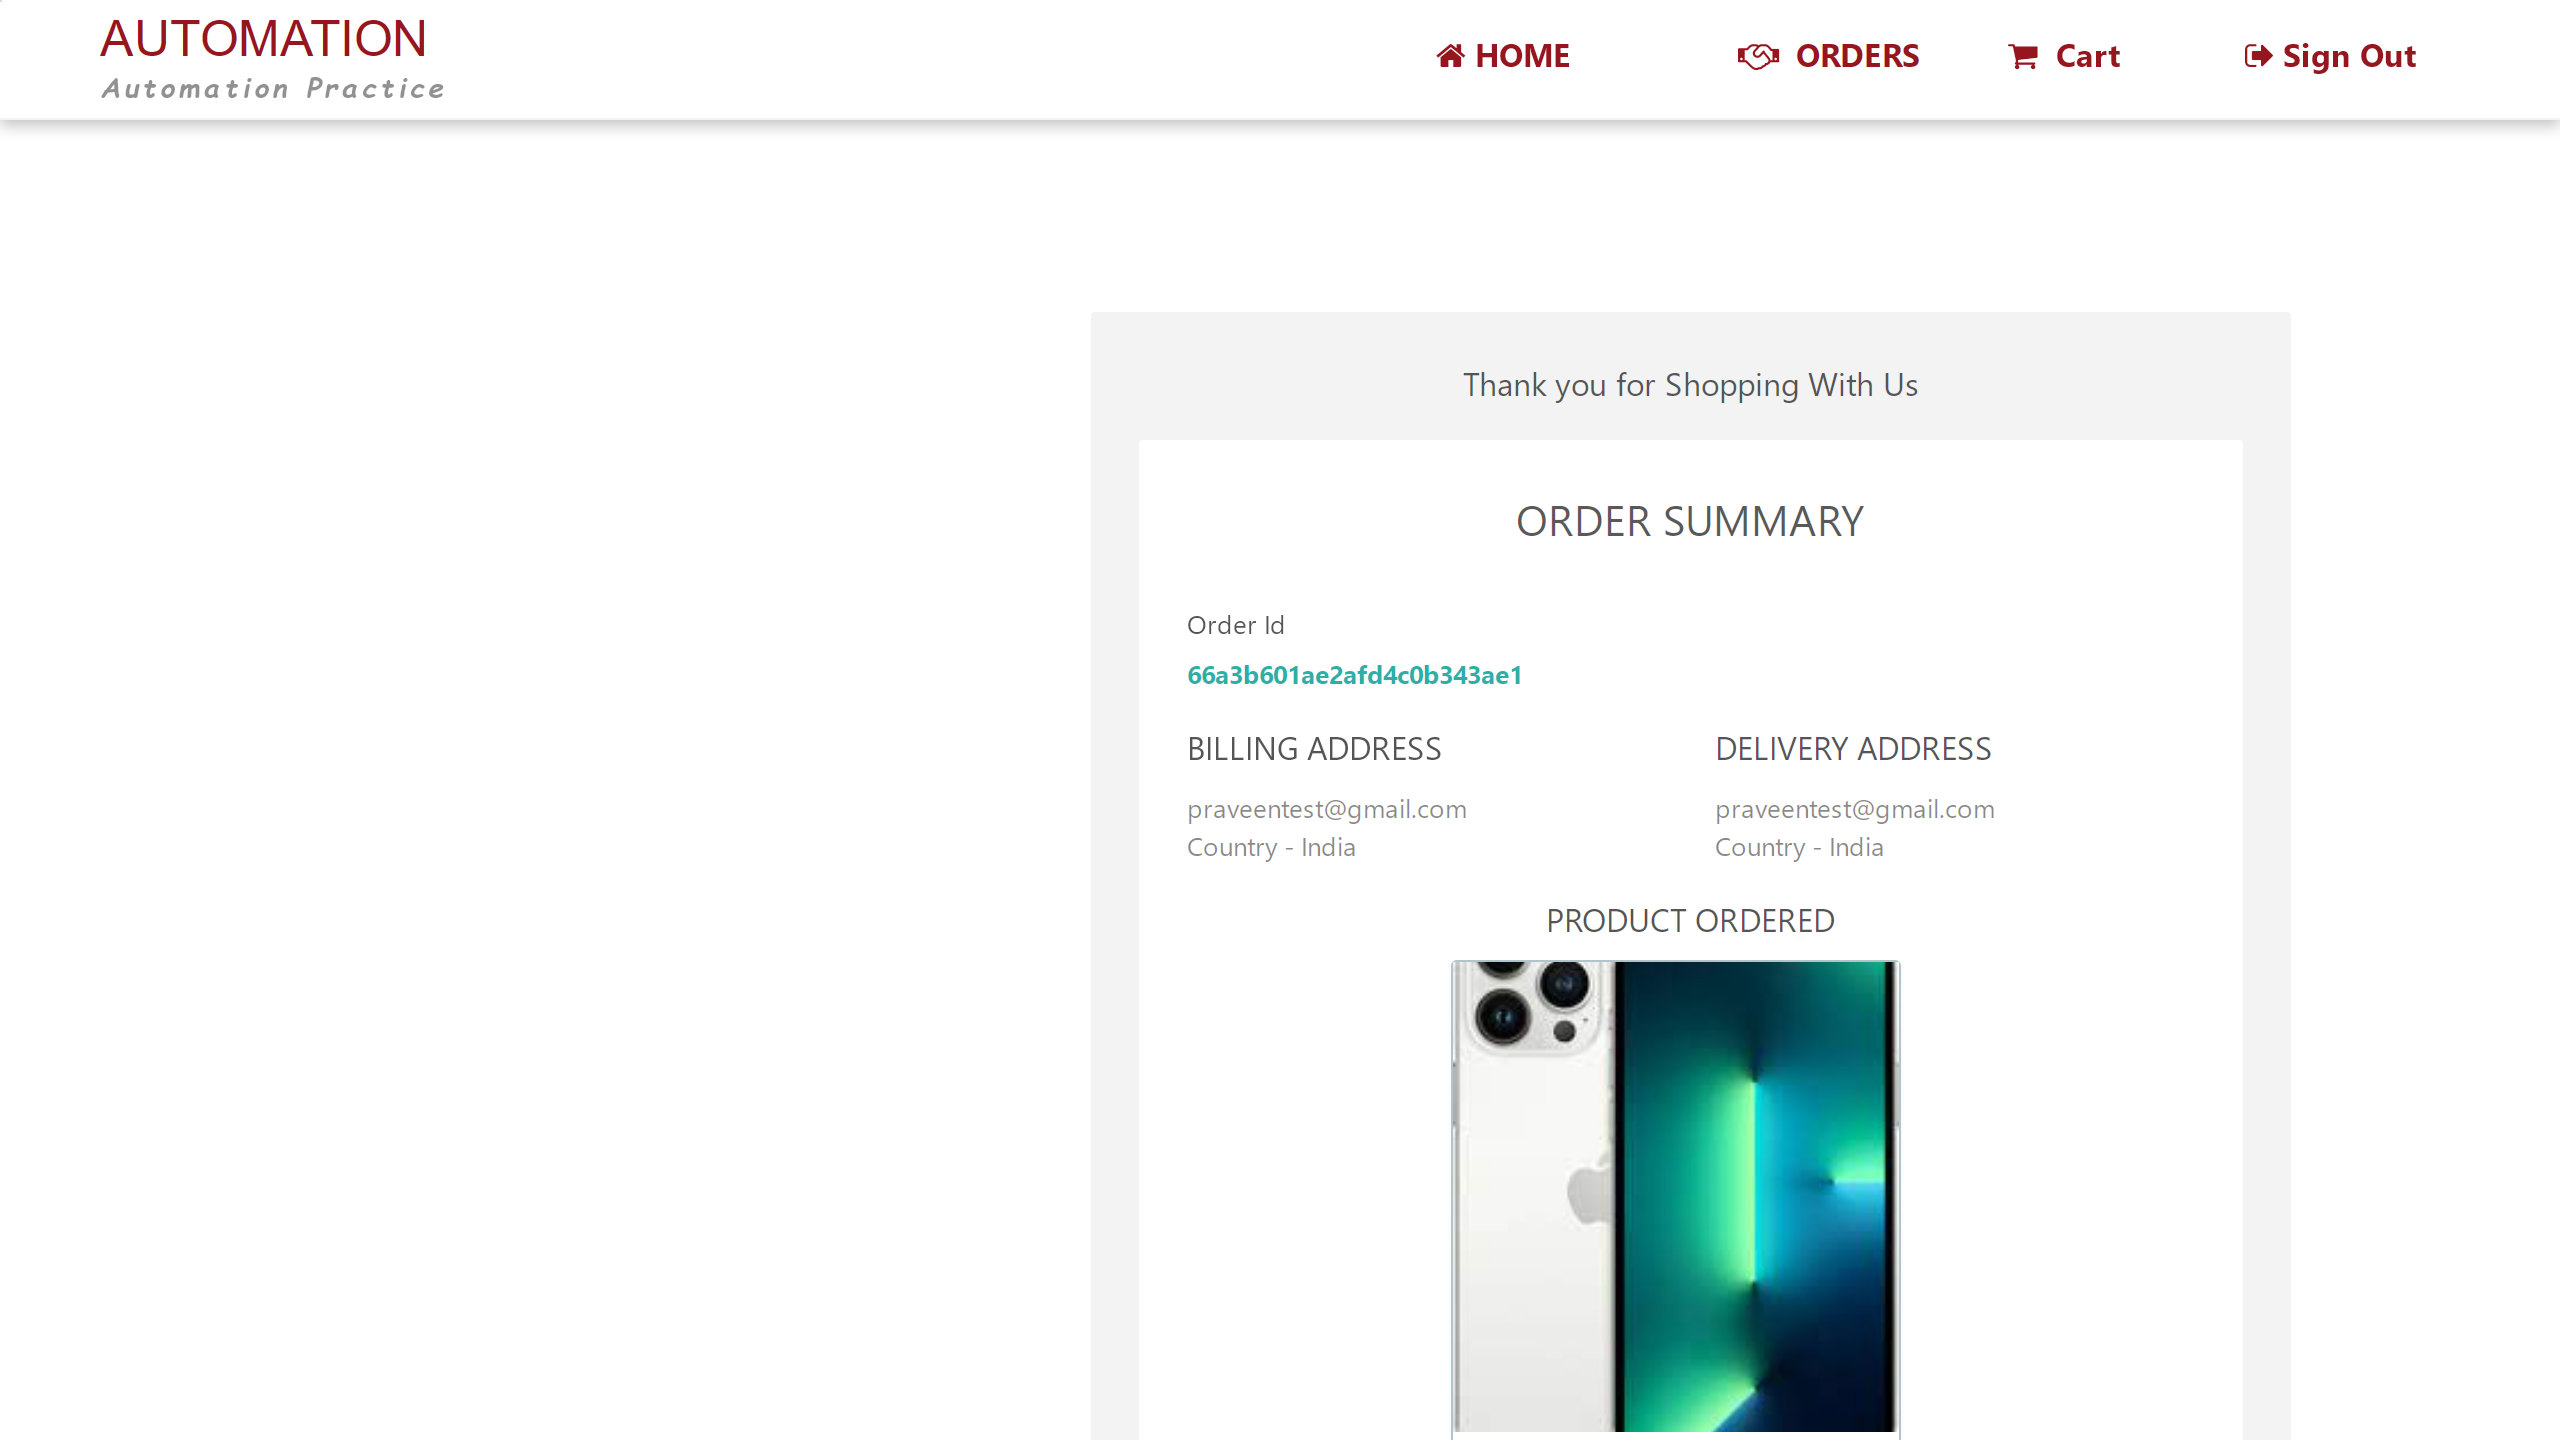 AUTOMATION
Automation Practice
HOME
ORDERS
Cart
Sign Out
Thank you for Shopping With Us
ORDER SUMMARY
Order Id
66a3b601ae2afd4c0b343ae1
BILLING ADDRESS
praveentest@gmail.com
Country - India
DELIVERY ADDRESS
praveentest@gmail.com
Country - India
PRODUCT ORDERED